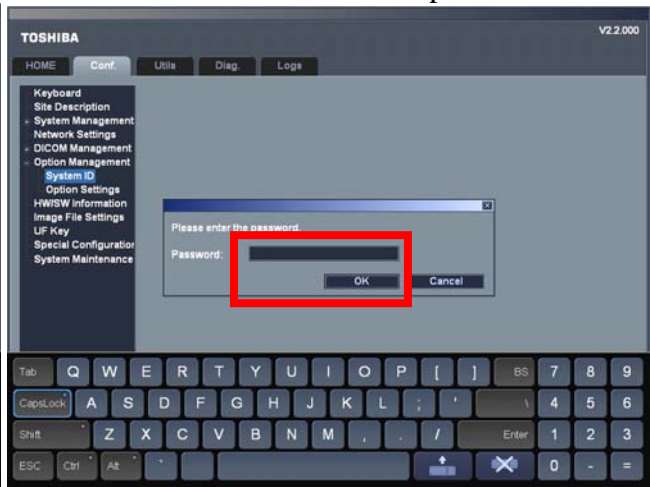 TOSHIBA
V2.2.000
HOME Conf. Utils Diag. Logs
Keyboard
Site Description
+ System Management
Network Settings
+ DICOM Management
- Option Management
System ID
Option Settings
HW/SW Information
Image File Settings
UF Key
Special Configuration
System Maintenance
Please enter the password.
Password:
OK Cancel
Tab Q W E R T Y U I O P [ ] BS 7 8 9
CapsLock A S D F G H J K L ; ' \ 4 5 6
Shift Z X C V B N M , . / Enter 1 2 3
ESC Ctrl Alt ` 0 - =